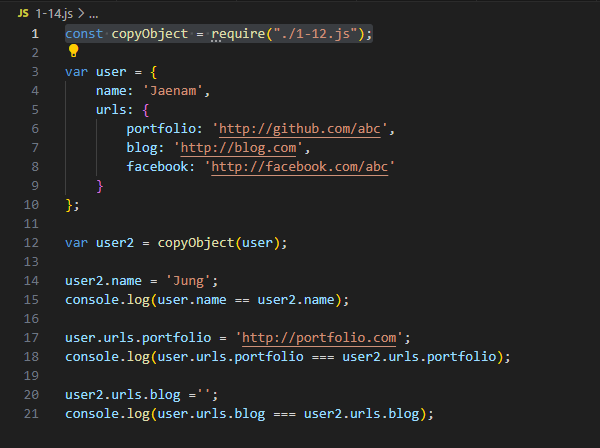 JS 1-14.js > ...
1 const copyObject = require("./1-12.js");
2
3 var user = {
4     name: 'Jaenam',
5     urls: {
6         portfolio: 'http://github.com/abc',
7         blog: 'http://blog.com',
8         facebook: 'http://facebook.com/abc'
9     }
10 };
11
12 var user2 = copyObject(user);
13
14 user2.name = 'Jung';
15 console.log(user.name == user2.name);
16
17 user.urls.portfolio = 'http://portfolio.com';
18 console.log(user.urls.portfolio === user2.urls.portfolio);
19
20 user2.urls.blog ='';
21 console.log(user.urls.blog === user2.urls.blog);